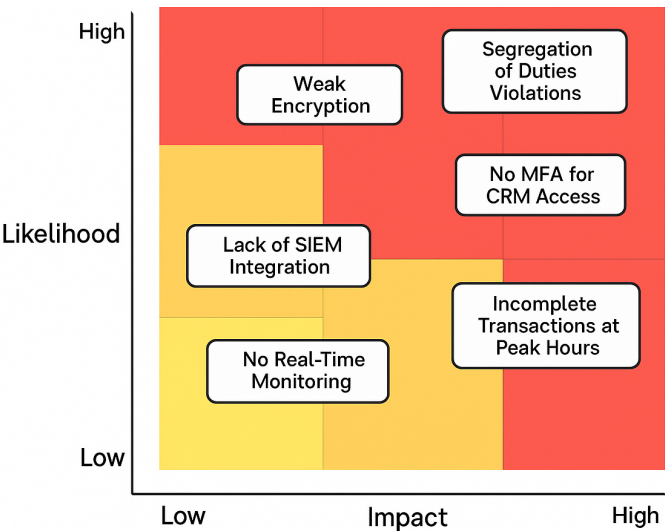 High
Segregation
of Duties
Violations
Weak
Encryption
No MFA for
CRM Access
Likelihood
Lack of SIEM
Integration
Incomplete
Transactions at
Peak Hours
No Real-Time
Monitoring
Low
Low
Impact
High